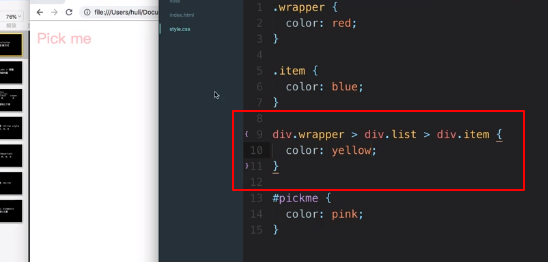 76%
file:///Users/huli/Docu
Pick me
index.html
style.css
1 .wrapper {
2 color: red;
3 }
4
5 .item {
6 color: blue;
7 }
8
9 div.wrapper > div.list > div.item {
10 color: yellow;
11 }
12
13 #pickme {
14 color: pink;
15 }